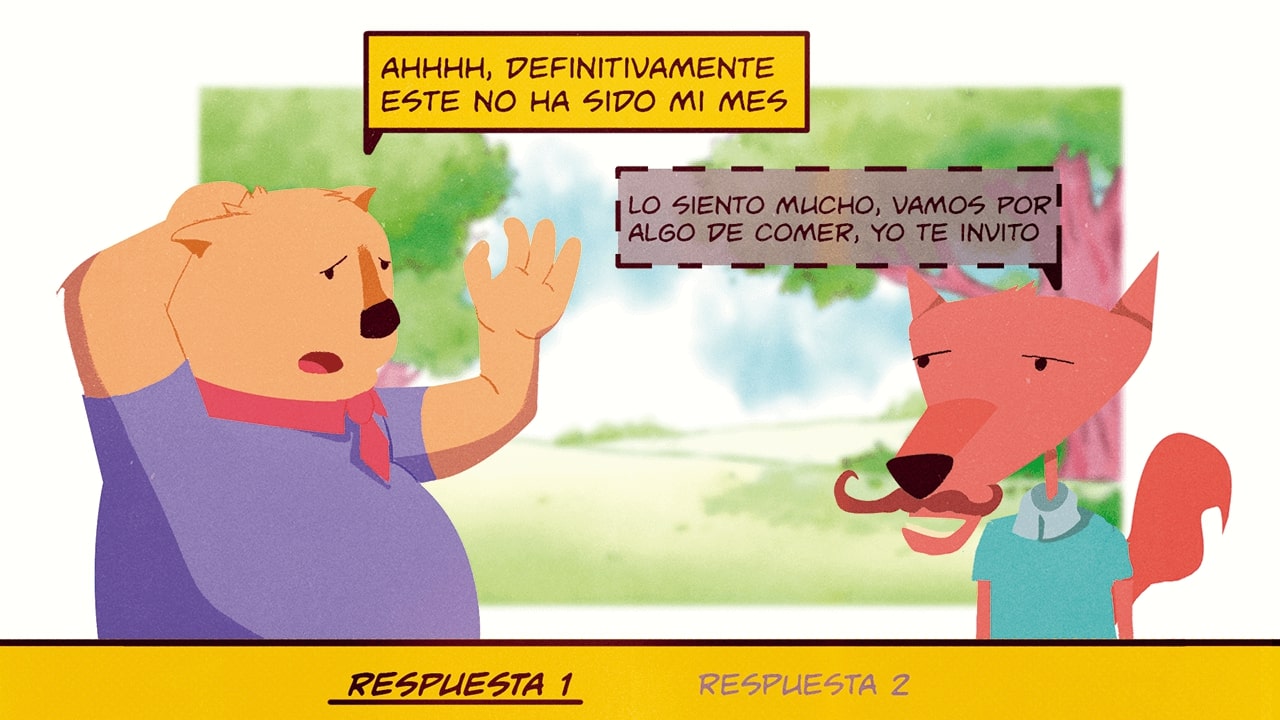 AHHHH, DEFINITIVAMENTE
ESTE NO HA SIDO MI MES
LO SIENTO MUCHO, VAMOS POR
ALGO DE COMER, YO TE INVITO
RESPUESTA 1
RESPUESTA 2